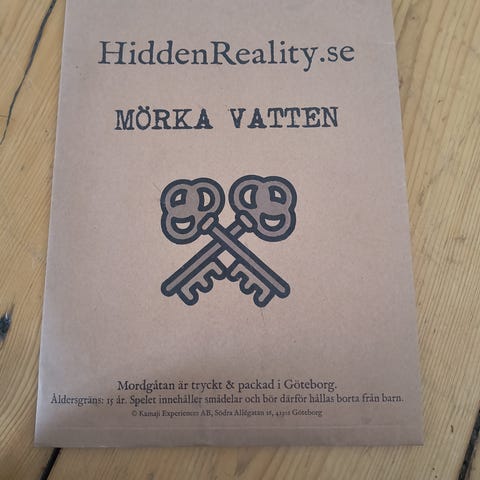 HiddenReality.se
MÖRKA VATTEN
Mordgåtan är tryckt & packad i Göteborg.
Åldersgräns: 15 år. Spelet innehåller smådelar och bör därför hållas borta från barn.
© Kamaji Experiences AB, Södra Allégatan 1b, 41301 Göteborg